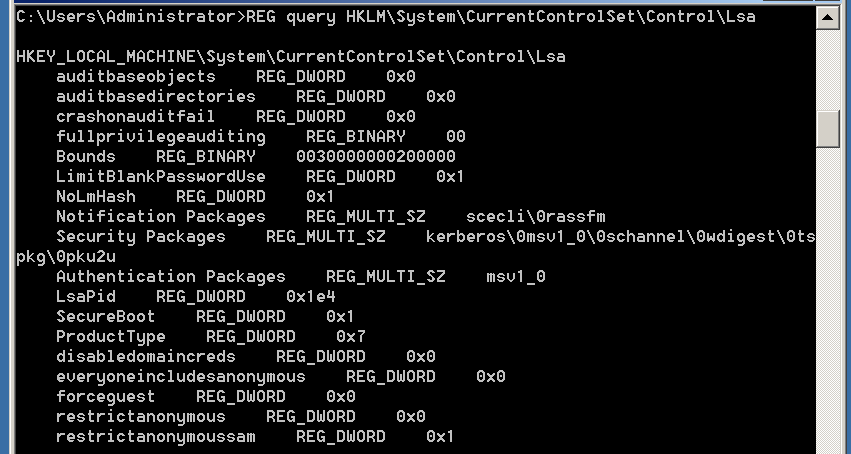 C:\Users\Administrator>REG query HKLM\System\CurrentControlSet\Control\Lsa
HKEY_LOCAL_MACHINE\System\CurrentControlSet\Control\Lsa
auditbaseobjects    REG_DWORD    0x0
auditbasedirectories    REG_DWORD    0x0
crashonauditfail    REG_DWORD    0x0
fullprivilegeauditing    REG_BINARY    00
Bounds    REG_BINARY    0030000000200000
LimitBlankPasswordUse    REG_DWORD    0x1
NoLmHash    REG_DWORD    0x1
Notification Packages    REG_MULTI_SZ    scecli\0rassfm
Security Packages    REG_MULTI_SZ    kerberos\0msv1_0\0schannel\0wdigest\0ts
pkg\0pku2u
Authentication Packages    REG_MULTI_SZ    msv1_0
LsaPid    REG_DWORD    0x1e4
SecureBoot    REG_DWORD    0x1
ProductType    REG_DWORD    0x7
disabledomaincreds    REG_DWORD    0x0
everyoneincludesanonymous    REG_DWORD    0x0
forceguest    REG_DWORD    0x0
restrictanonymous    REG_DWORD    0x0
restrictanonymoussam    REG_DWORD    0x1